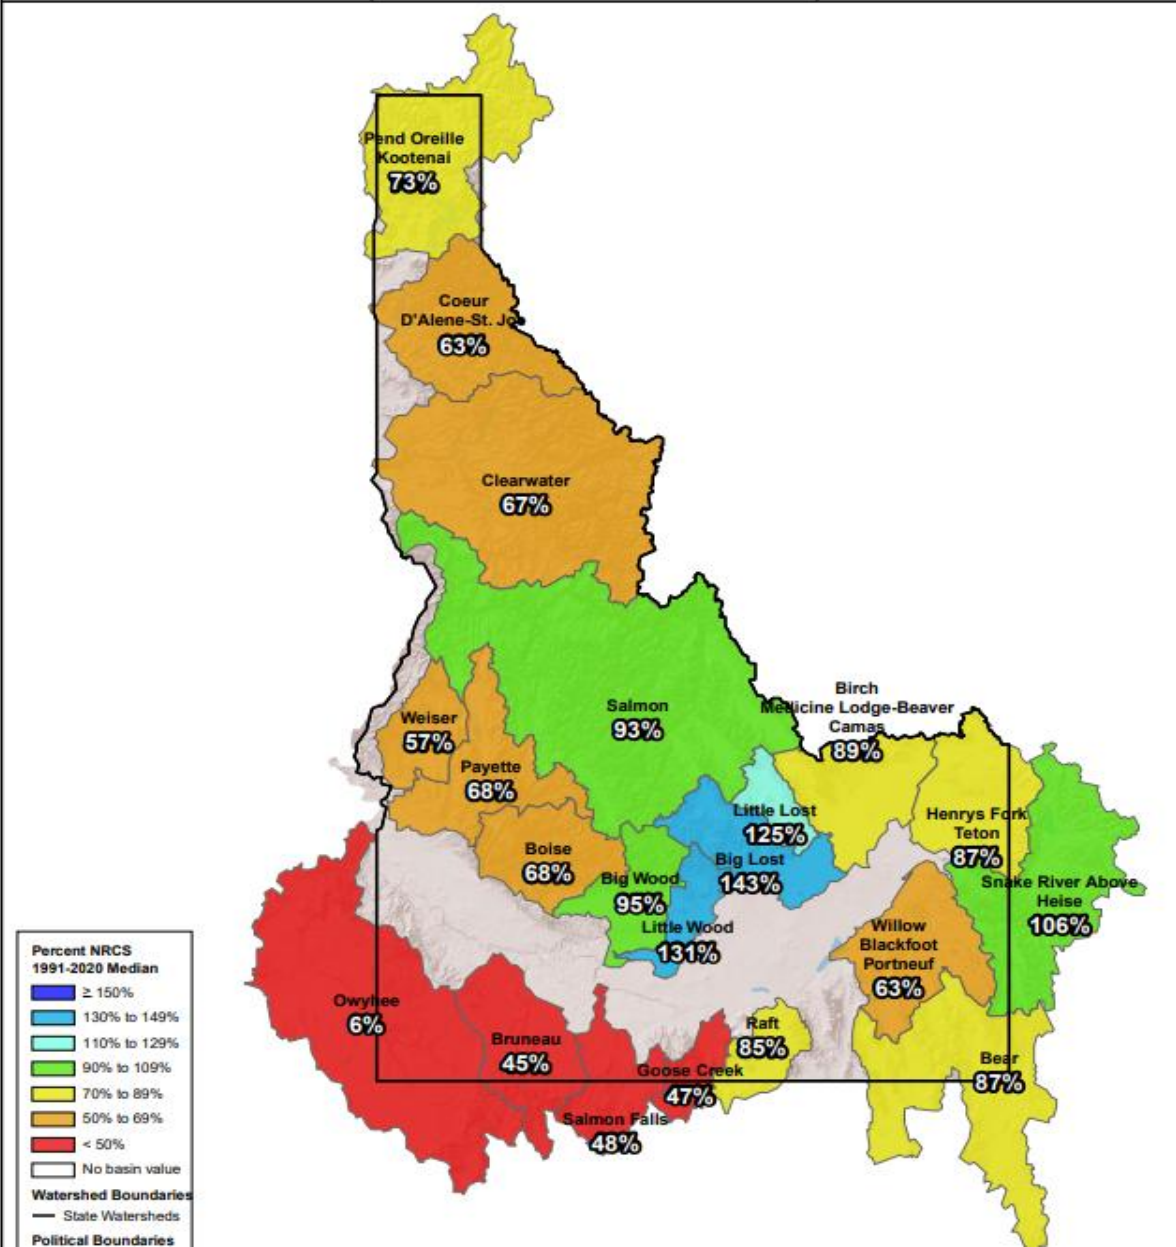 Pend Oreille
Kootenai
73%
Coeur
D'Alene-St. Jo
63%
Clearwater
67%
Salmon
93%
Birch
Medicine Lodge-Beaver
Camas
89%
Weiser
57%
Payette
68%
Little Lost
125%
Henrys Fork
Teton
87%
Boise
68%
Big Lost
143%
Big Wood
95%
Snake River Above
Heise
106%
Little Wood
131%
Willow
Blackfoot
Portneuf
63%
Owyhee
6%
Bruneau
45%
Raft
85%
Goose Creek
47%
Bear
87%
Salmon Falls
48%
Percent NRCS
1991-2020 Median
≥ 150%
130% to 149%
110% to 129%
90% to 109%
70% to 89%
50% to 69%
< 50%
No basin value
Watershed Boundaries
State Watersheds
Political Boundaries